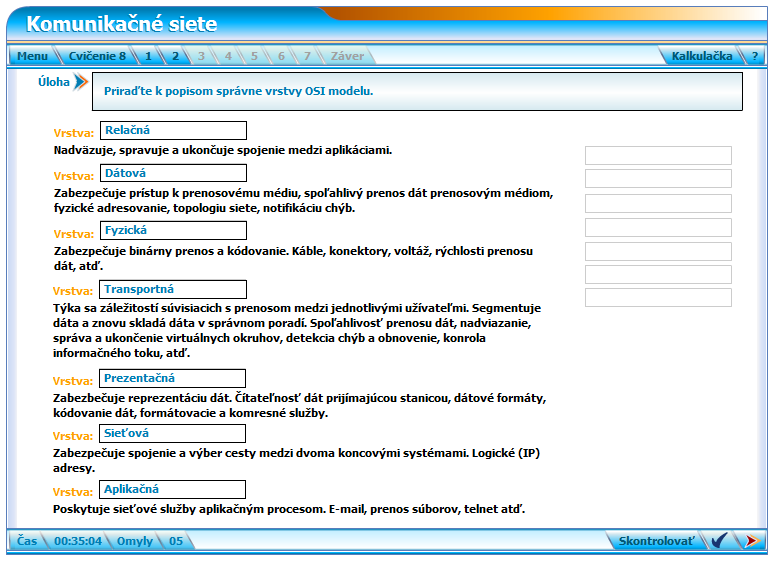 Komunikačné siete
Menu Cvičenie 8 1 2 3 4 5 6 7 Záver Kalkulačka ?
Úloha
Priraďte k popisom správne vrstvy OSI modelu.
Vrstva: Relačná
Nadväzuje, spravuje a ukončuje spojenie medzi aplikáciami.
Vrstva: Dátová
Zabezpečuje prístup k prenosovému médiu, spoľahlivý prenos dát prenosovým médiom,
fyzické adresovanie, topologiu siete, notifikáciu chýb.
Vrstva: Fyzická
Zabezpečuje binárny prenos a kódovanie. Káble, konektory, voltáž, rýchlosti prenosu
dát, atď.
Vrstva: Transportná
Týka sa záležitostí súvisiacich s prenosom medzi jednotlivými užívateľmi. Segmentuje
dáta a znovu skladá dáta v správnom poradí. Spoľahlivosť prenosu dát, nadviazanie,
správa a ukončenie virtuálnych okruhov, detekcia chýb a obnovenie, konrola
informačného toku, atď.
Vrstva: Prezentačná
Zabezbečuje reprezentáciu dát. Čítateľnosť dát prijímajúcou stanicou, dátové formáty,
kódovanie dát, formátovacie a komresné služby.
Vrstva: Sieťová
Zabezpečuje spojenie a výber cesty medzi dvoma koncovými systémami. Logické (IP)
adresy.
Vrstva: Aplikačná
Poskytuje sieťové služby aplikačným procesom. E-mail, prenos súborov, telnet atď.
Čas 00:35:04 Omyly 05 Skontrolovať